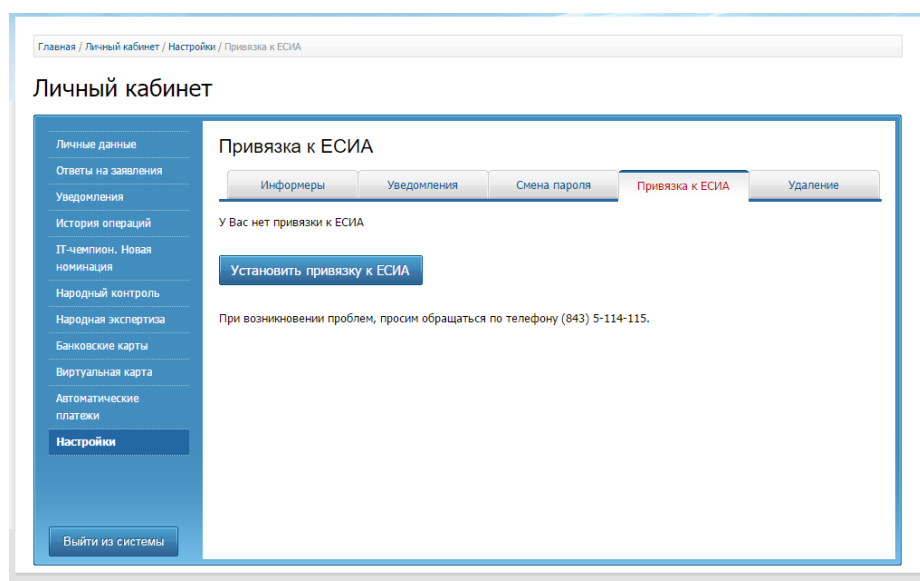 Главная / Личный кабинет / Настройки / Привязка к ЕСИА
Личный кабинет
Личные данные
Ответы на заявления
Уведомления
История операций
IT-чемпион. Новая
номинация
Народный контроль
Народная экспертиза
Банковские карты
Виртуальная карта
Автоматические
платежи
Настройки
Выйти из системы
Привязка к ЕСИА
Информеры
Уведомления
Смена пароля
Привязка к ЕСИА
Удаление
У Вас нет привязки к ЕСИА
Установить привязку к ЕСИА
При возникновении проблем, просим обращаться по телефону (843) 5-114-115.